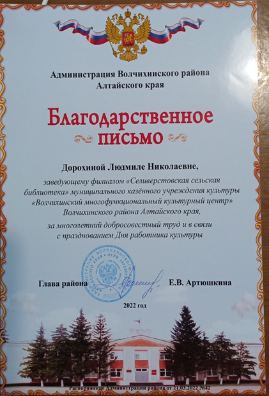 Администрация Волчихинского района
Алтайского края
Благодарственное
письмо
Дорохиной Людмиле Николаевне,
заведующему филиалом «Селиверстовская сельская
библиотека» муниципального казённого учреждения культуры
«Волчихинский многофункциональный культурный центр»
Волчихинского района Алтайского края,
за многолетний добросовестный труд и в связи
с празднованием Дня работника культуры
Глава района Е.В. Артюшкина
2022 год